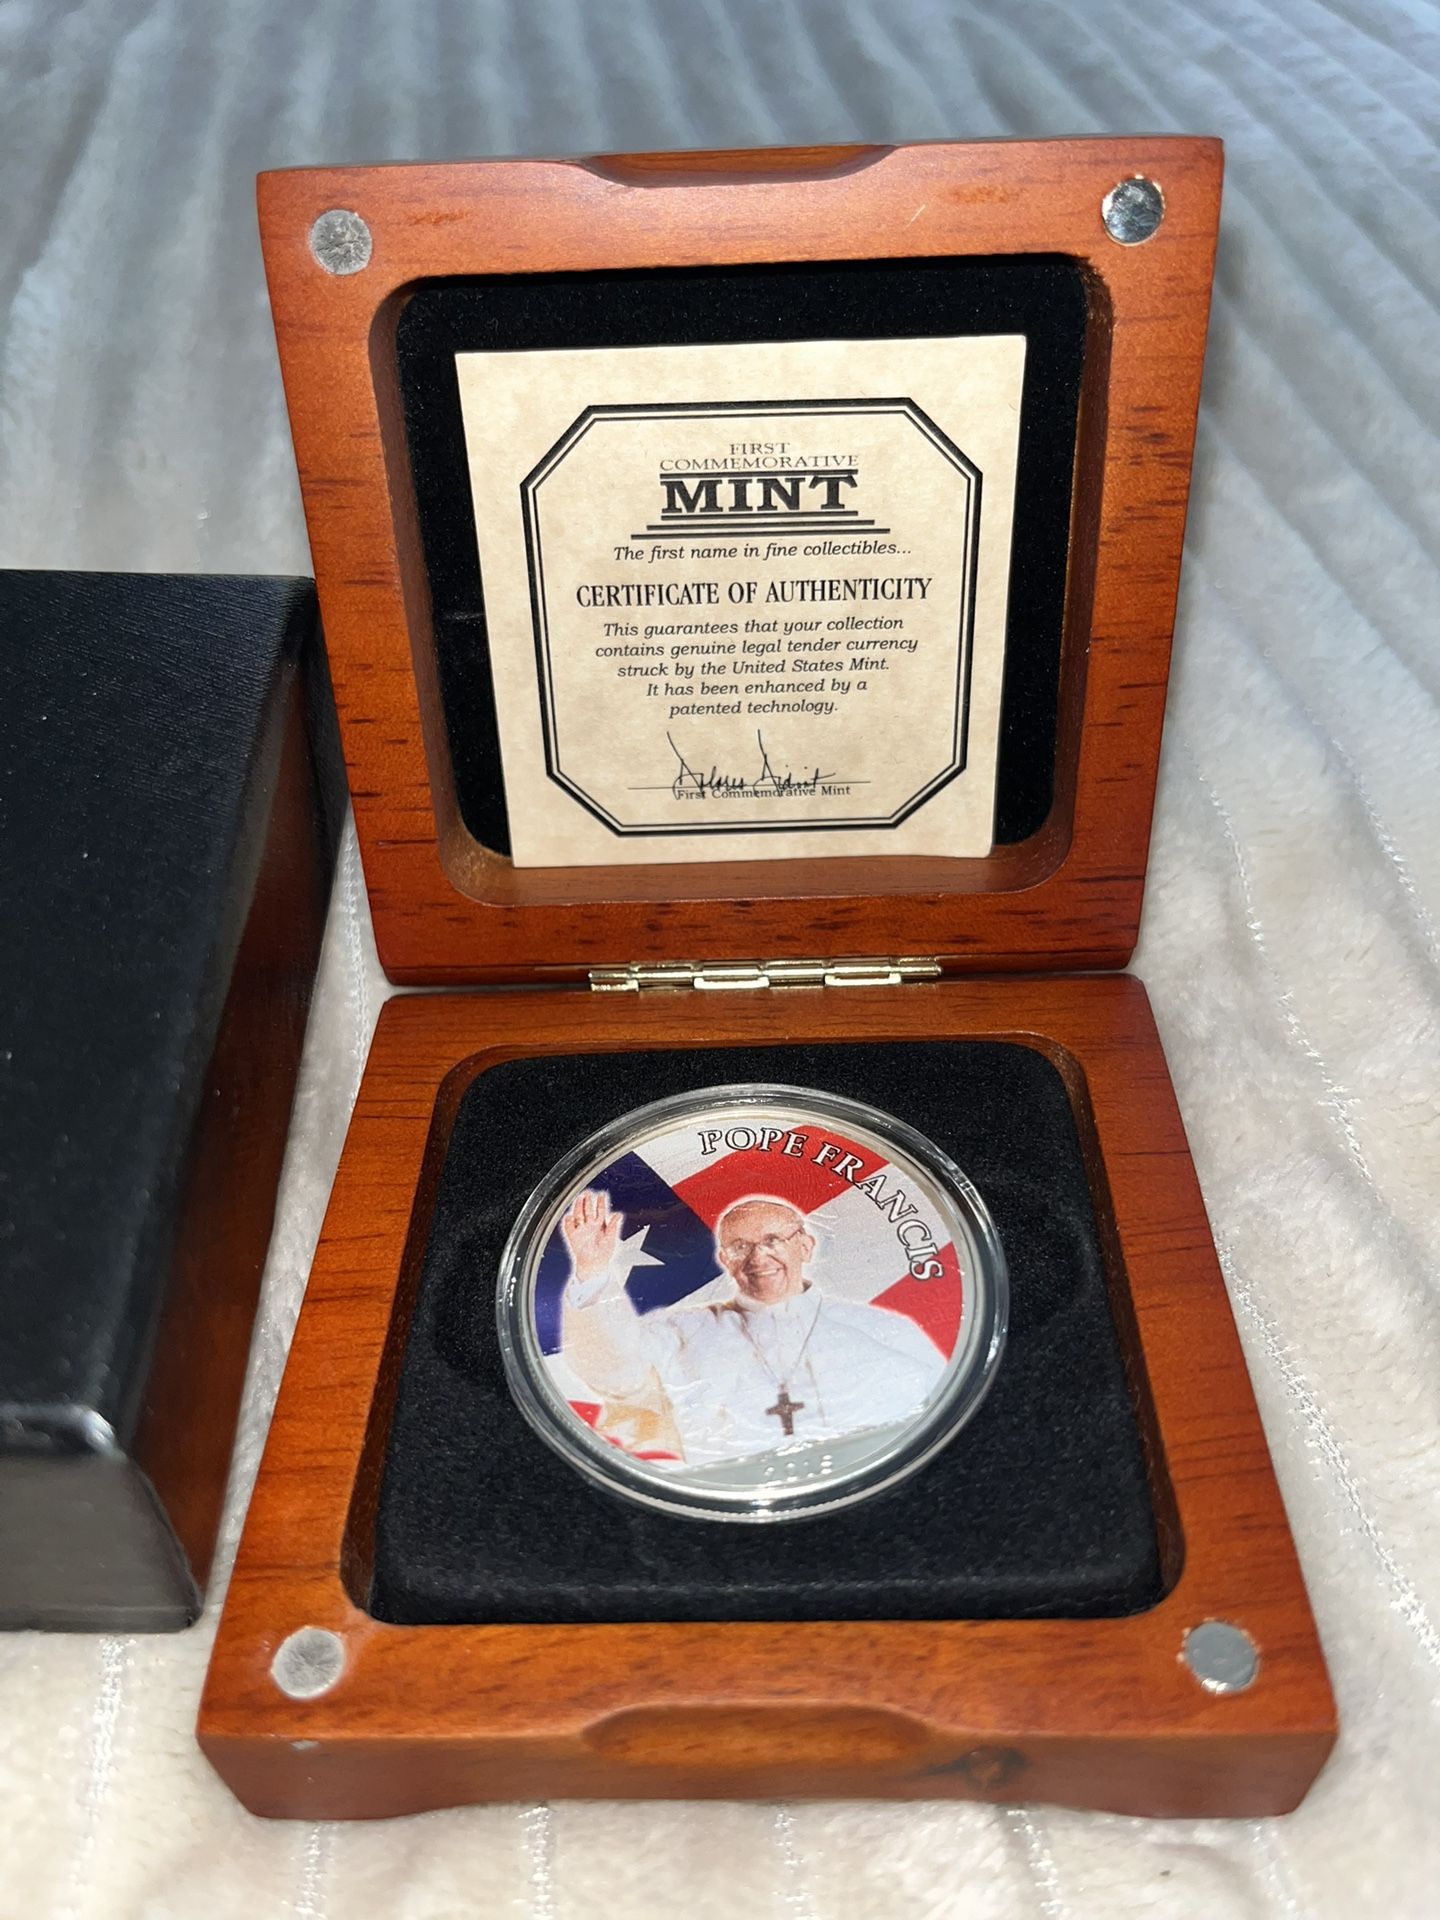 FIRST
COMMEMORATIVE
MINT
The first name in fine collectibles...
CERTIFICATE OF AUTHENTICITY
This guarantees that your collection
contains genuine legal tender currency
struck by the United States Mint.
It has been enhanced by a
patented technology.
First Commemorative Mint
POPE FRANCIS